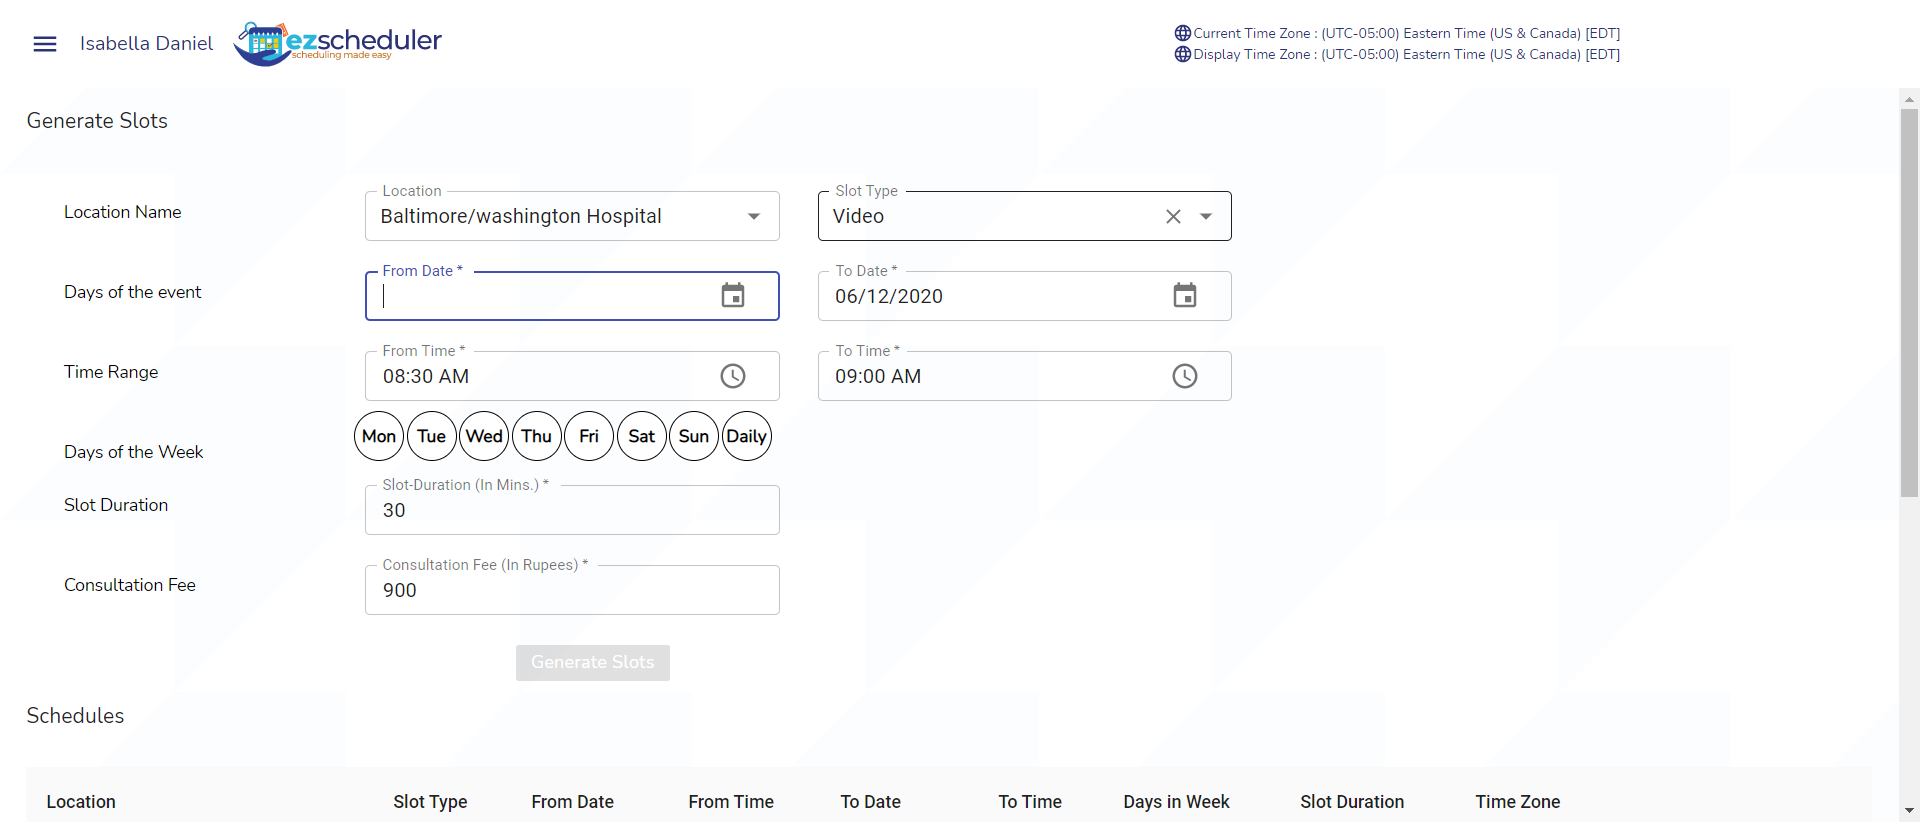 Isabella Daniel
ezscheduler
scheduling made easy
Current Time Zone : (UTC-05:00) Eastern Time (US & Canada) [EDT]
Display Time Zone : (UTC-05:00) Eastern Time (US & Canada) [EDT]
Generate Slots
Location Slot Type
Location Name Baltimore/washington Hospital Video
From Date * To Date *
Days of the event 06/12/2020
From Time * To Time *
Time Range 08:30 AM 09:00 AM
Days of the Week Mon Tue Wed Thu Fri Sat Sun Daily
Slot-Duration (In Mins.) *
Slot Duration 30
Consultation Fee (In Rupees) *
Consultation Fee 900
Generate Slots
Schedules
Location Slot Type From Date From Time To Date To Time Days in Week Slot Duration Time Zone